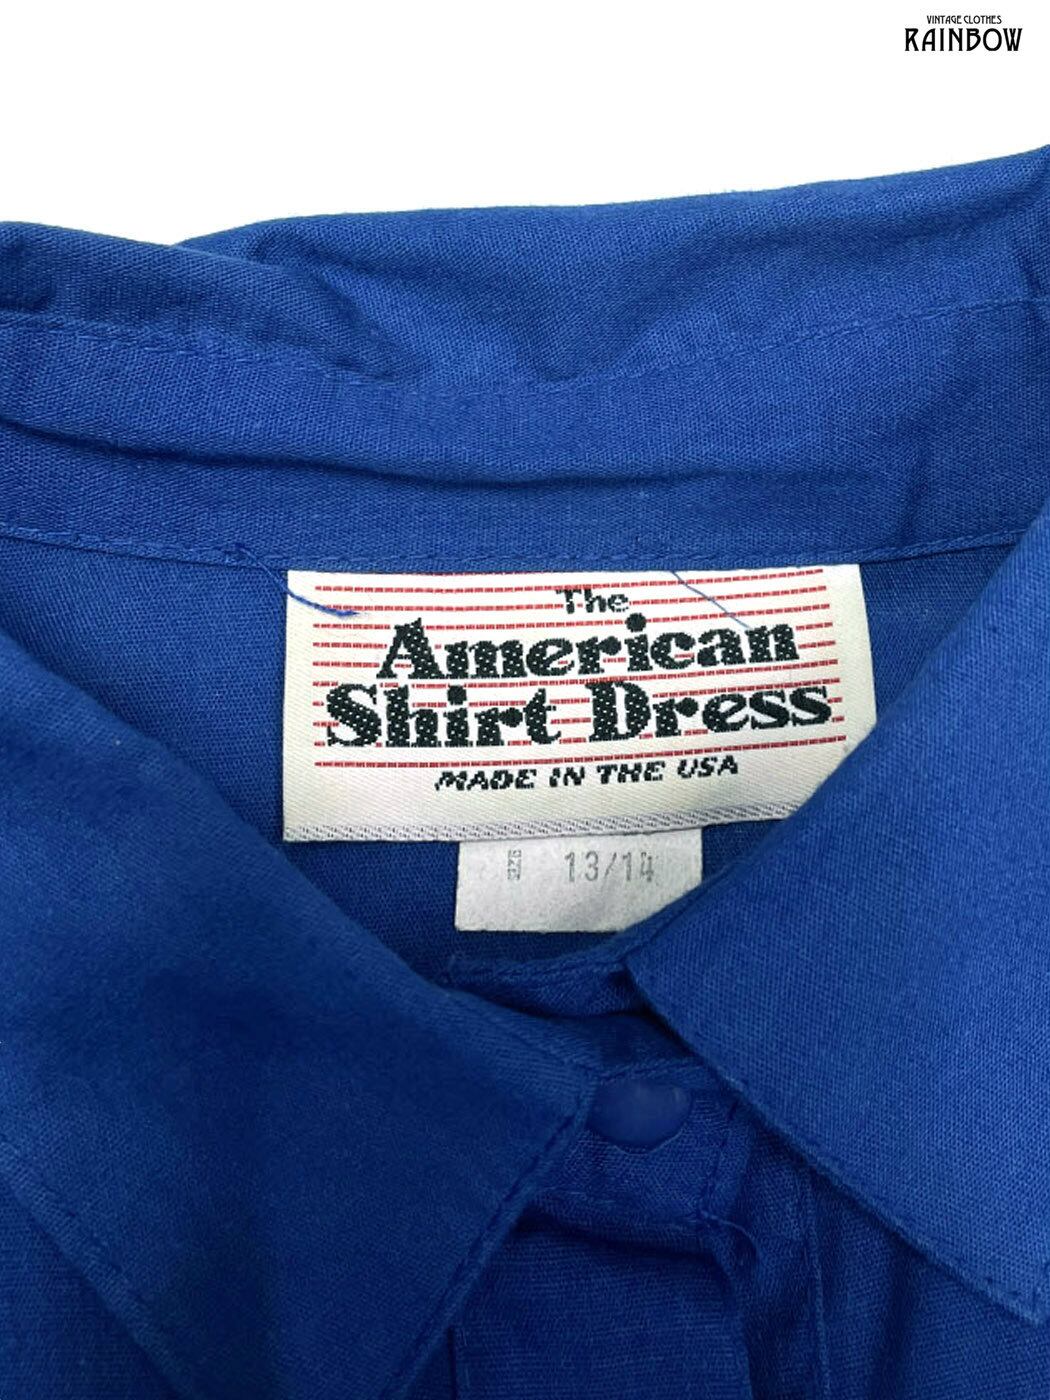 VINTAGE CLOTHES
RAINBOW
The
American
Shirt Dress
MADE IN THE USA
13/14